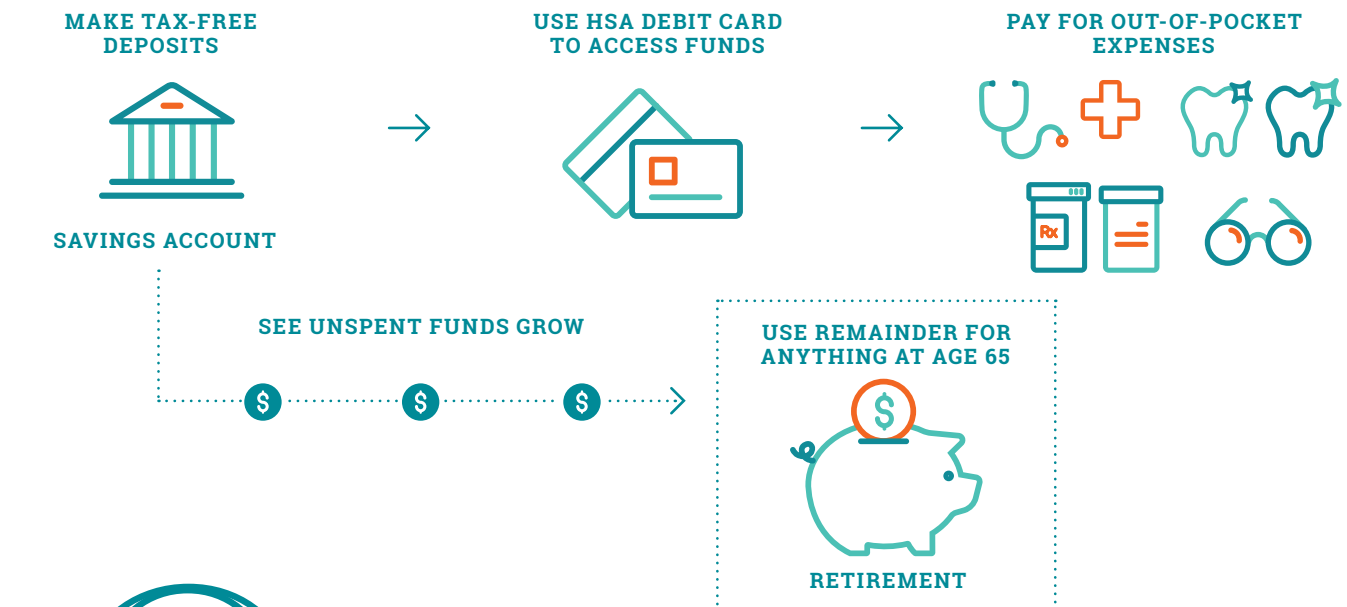 MAKE TAX-FREE
DEPOSITS
USE HSA DEBIT CARD
TO ACCESS FUNDS
PAY FOR OUT-OF-POCKET
EXPENSES
Rx
SAVINGS ACCOUNT
SEE UNSPENT FUNDS GROW
$ $ $
USE REMAINDER FOR
ANYTHING AT AGE 65
$
RETIREMENT